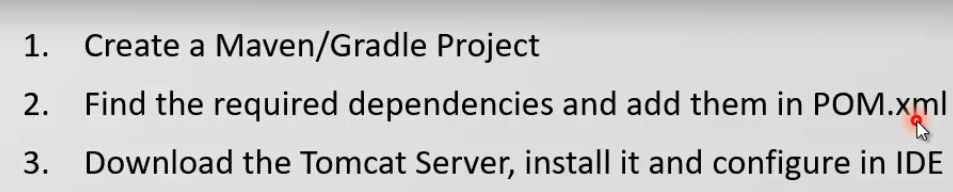 1. Create a Maven/Gradle Project
2. Find the required dependencies and add them in POM.xml
3. Download the Tomcat Server, install it and configure in IDE